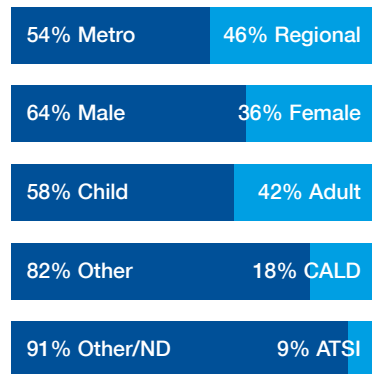 54% Metro 46% Regional
64% Male 36% Female
58% Child 42% Adult
82% Other 18% CALD
91% Other/ND 9% ATSI